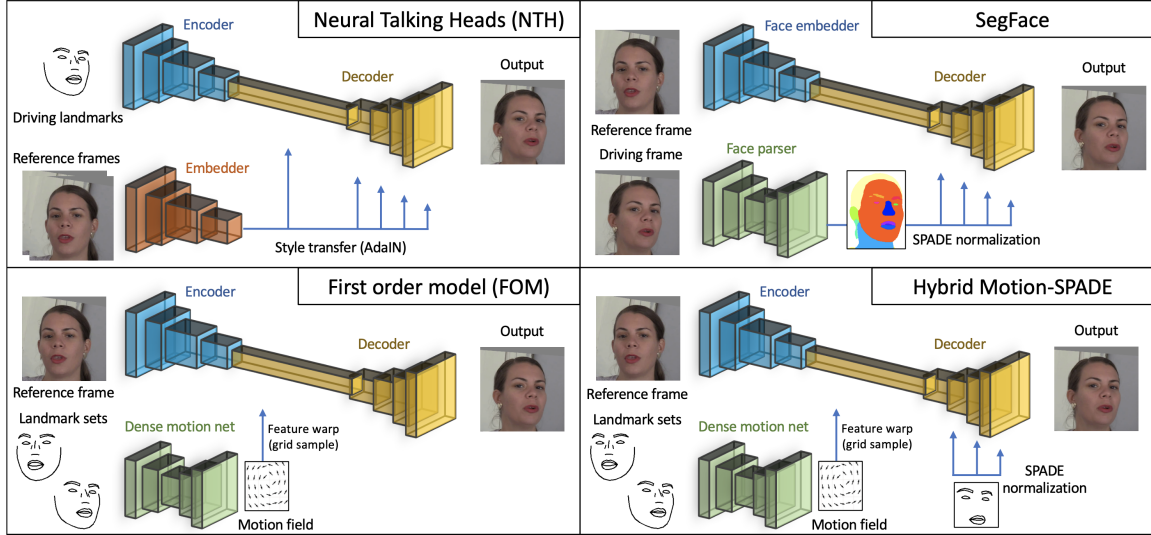 Neural Talking Heads (NTH)
Encoder
Decoder
Output
Driving landmarks
Reference frames
Embedder
Style transfer (AdaIN)
SegFace
Face embedder
Decoder
Output
Reference frame
Driving frame
Face parser
SPADE normalization
First order model (FOM)
Encoder
Decoder
Output
Reference frame
Landmark sets
Dense motion net
Feature warp
(grid sample)
Motion field
Hybrid Motion-SPADE
Encoder
Decoder
Output
Reference frame
Landmark sets
Dense motion net
Feature warp
(grid sample)
Motion field
SPADE
normalization